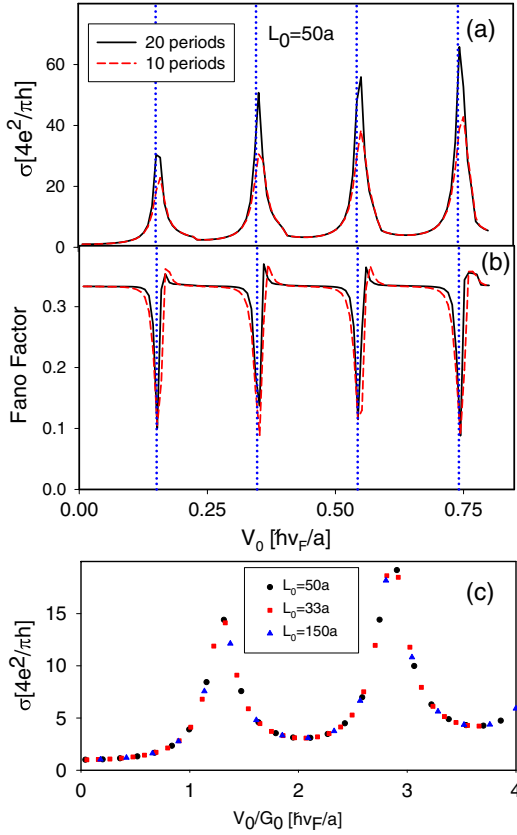 L₀=50a
(a)
20 periods
10 periods
σ[4e²/πh]
60
40
20
0
(b)
Fano Factor
0.3
0.2
0.1
0.0
0.00
0.25
0.50
0.75
V₀ [ħv_F/a]
(c)
L₀=50a
L₀=33a
L₀=150a
σ[4e²/πh]
15
10
5
0
0
1
2
3
4
V₀/G₀ [ħv_F/a]